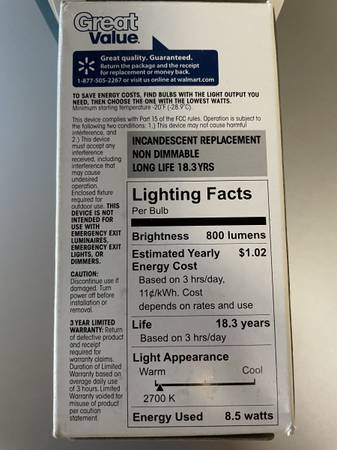 Great
Value
Great quality. Guaranteed.
Return the package and the receipt
for replacement or money back.
1-877-505-2267 or visit us online at walmart.com
TO SAVE ENERGY COSTS, FIND BULBS WITH THE LIGHT OUTPUT YOU
NEED, THEN CHOOSE THE ONE WITH THE LOWEST WATTS.
Minimum starting temperature -20°F (-28.9°C)
This device complies with Part 15 of the FCC rules. Operation is subject to
the following two conditions: 1.) This device may not cause harmful
interference, and
2.) This device
must accept any
interference
received, including
interference that
may cause
undesired
operation.
Enclosed fixture
required for
outdoor use. THIS
DEVICE IS NOT
INTENDED FOR
USE WITH
EMERGENCY EXIT
LUMINAIRES,
EMERGENCY EXIT
LIGHTS, OR
DIMMERS.
CAUTION:
Discontinue use if
damaged. Turn
power off before
installation or
removal.
3 YEAR LIMITED
WARRANTY: Return
of defective product
and receipt
required for
warranty claims.
Duration of Limited
Warranty based on
average daily use
of 3 hours. Limited
Warranty voided for
misuse of product
per caution
statement.
INCANDESCENT REPLACEMENT
NON DIMMABLE
LONG LIFE 18.3YRS
Lighting Facts
Per Bulb
Brightness 800 lumens
Estimated Yearly $1.02
Energy Cost
Based on 3 hrs/day,
11¢/kWh. Cost
depends on rates and use
Life 18.3 years
Based on 3 hrs/day
Light Appearance
Warm Cool
2700 K
Energy Used 8.5 watts